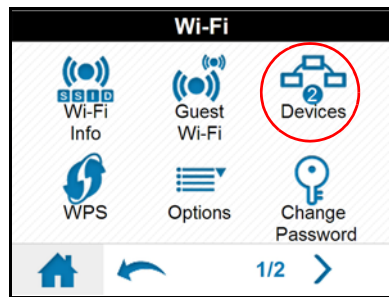 Wi-Fi
SSID
Wi-Fi Info
Guest Wi-Fi
2
Devices
WPS
Options
Change Password
1/2